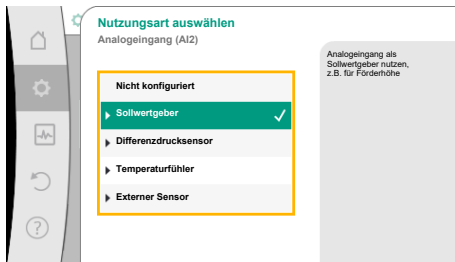 Nutzungsart auswählen
Analogeingang (AI2)
Nicht konfiguriert
Sollwertgeber
Differenzdrucksensor
Temperaturfühler
Externer Sensor
Analogeingang als
Sollwertgeber nutzen,
z.B. für Förderhöhe
?